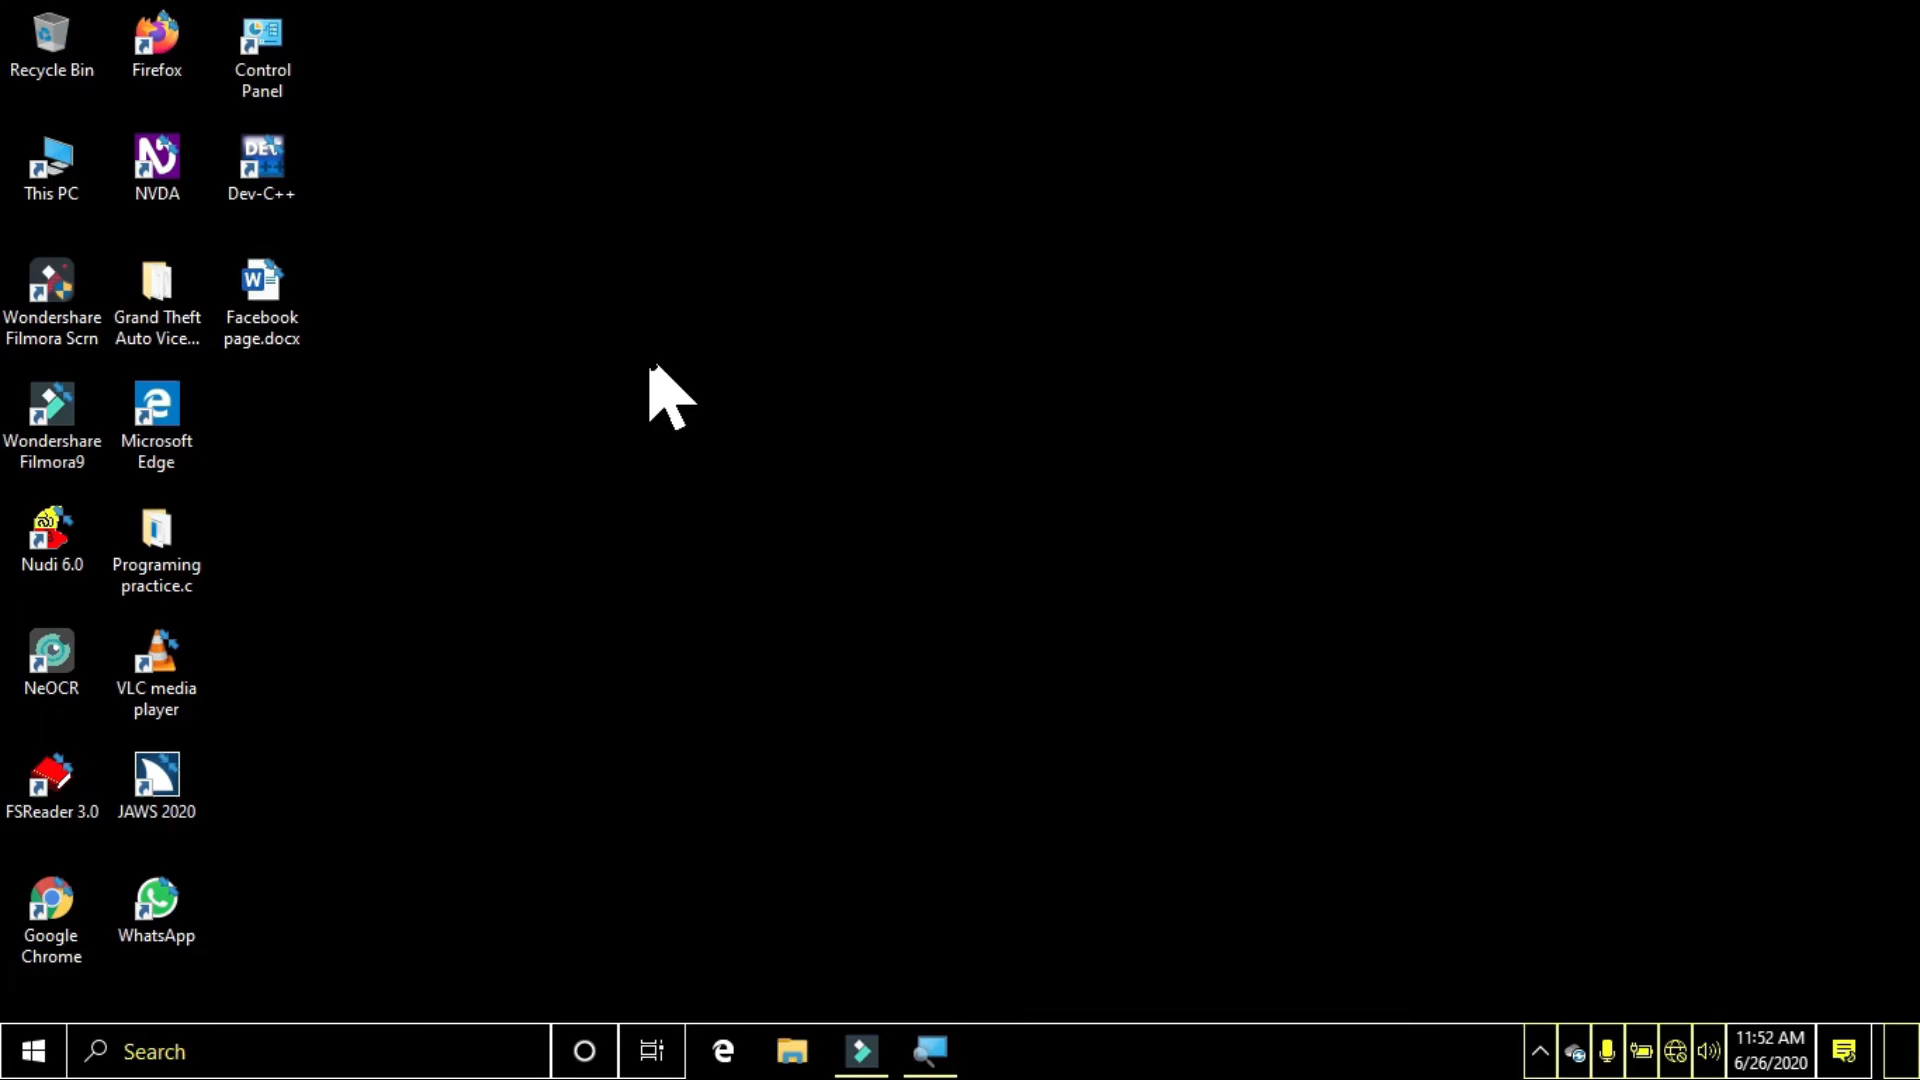 Recycle Bin
Firefox
Control
Panel
This PC
NVDA
DEV
Dev-C++
Wondershare
Filmora Scrn
Grand Theft
Auto Vice...
W
Facebook
page.docx
Wondershare
Filmora9
Microsoft
Edge
Nudi 6.0
Programing
practice.c
NeOCR
VLC media
player
FSReader 3.0
JAWS 2020
Google
Chrome
WhatsApp
Search
11:52 AM
6/26/2020